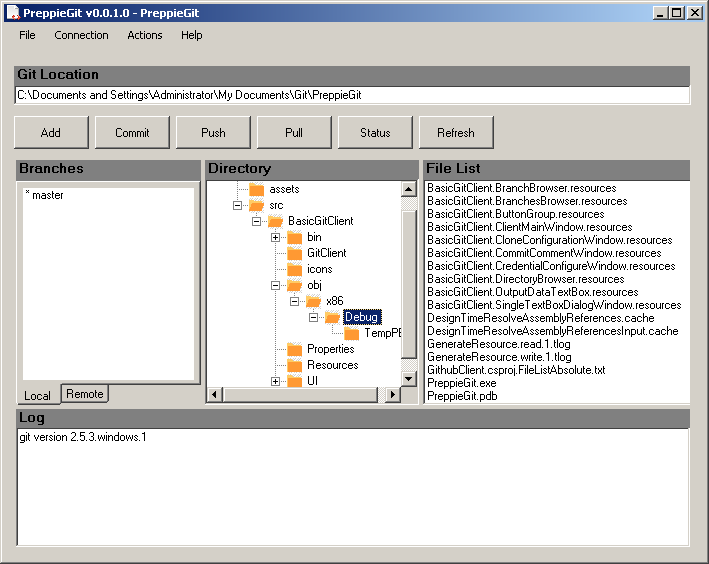 PreppieGit v0.0.1.0 - PreppieGit
File Connection Actions Help
Git Location
C:\Documents and Settings\Administrator\My Documents\Git\PreppieGit
Add Commit Push Pull Status Refresh
Branches
* master
Local Remote
Directory
assets
src
BasicGitClient
bin
GitClient
icons
obj
x86
Debug
TempPE
Properties
Resources
UI
File List
BasicGitClient.BranchBrowser.resources
BasicGitClient.BranchesBrowser.resources
BasicGitClient.ButtonGroup.resources
BasicGitClient.ClientMainWindow.resources
BasicGitClient.CloneConfigurationWindow.resources
BasicGitClient.CommitCommentWindow.resources
BasicGitClient.CredentialConfigureWindow.resources
BasicGitClient.DirectoryBrowser.resources
BasicGitClient.OutputDataTextBox.resources
BasicGitClient.SingleTextBoxDialogWindow.resources
DesignTimeResolveAssemblyReferences.cache
DesignTimeResolveAssemblyReferencesInput.cache
GenerateResource.read.1.tlog
GenerateResource.write.1.tlog
GithubClient.csproj.FileListAbsolute.txt
PreppieGit.exe
PreppieGit.pdb
Log
git version 2.5.3.windows.1